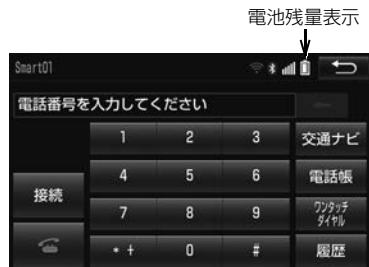 電池残量表示
Smart01
電話番号を入力してください
1 2 3 交通ナビ
4 5 6 電話帳
接続
7 8 9 ワンタッチ
ダイヤル
* + 0 # 履歴